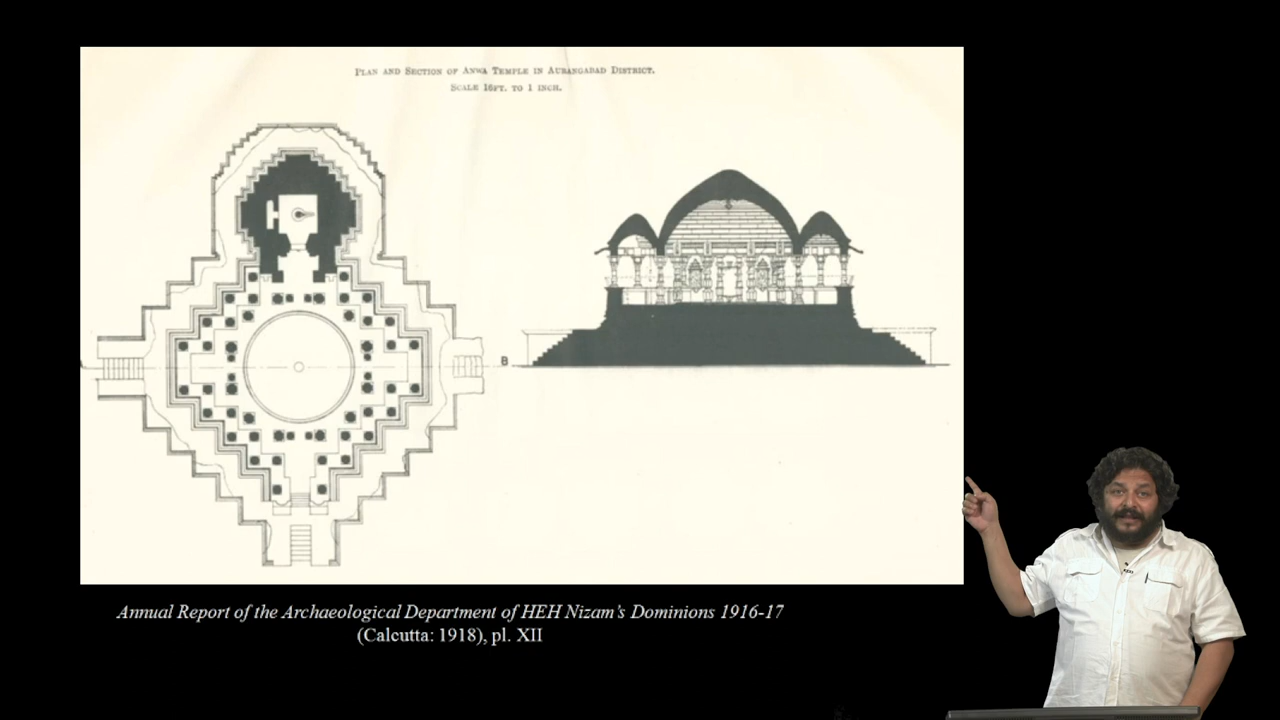 PLAN AND SECTION OF ANWA TEMPLE IN AURANGABAD DISTRICT.
SCALE 16FT. TO 1 INCH.
B
Annual Report of the Archaeological Department of HEH Nizam's Dominions 1916-17
(Calcutta: 1918), pl. XII